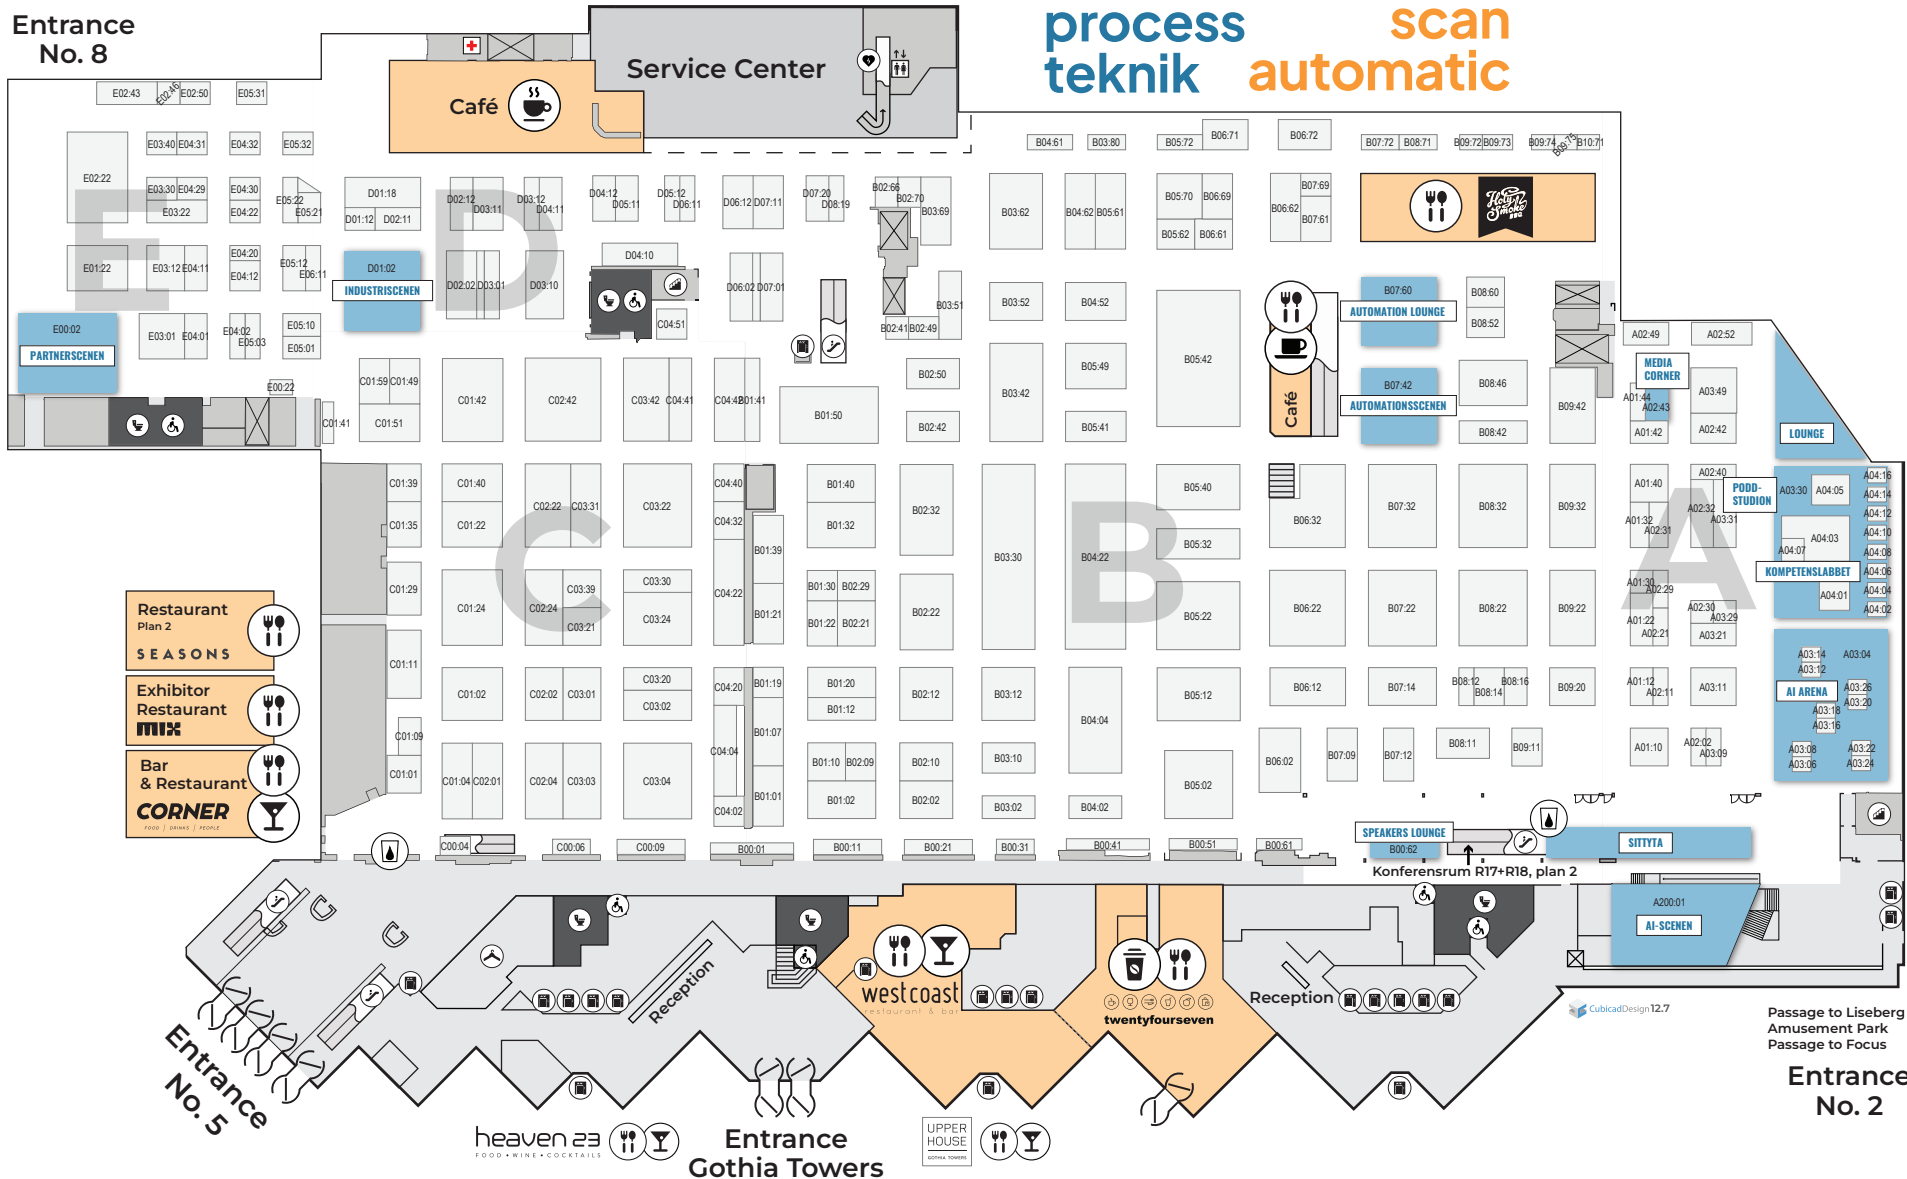 Entrance
No. 8
process
teknik
scan
automatic
Service Center
Café
E02:43
E02:46
E02:50
E05:31
B04:61
B03:80
B05:72
B06:71
B06:72
B07:72
B08:71
B09:72
B09:73
B09:74
B09:75
B10:71
E02:22
E03:40
E04:31
E04:32
E05:32
E03:30
E04:29
E04:30
E03:22
E04:22
E05:22
E05:21
D01:18
D01:12
D02:11
D02:12
D03:11
D03:12
D04:11
D04:12
D05:11
D05:12
D06:11
D06:12
D07:11
D07:20
D08:19
B02:66
B02:70
B03:69
B03:62
B04:62
B05:61
B05:70
B06:69
B05:62
B06:61
B06:62
B07:69
B07:61
Holy
Smoke
BBQ
E
D
E01:22
E03:12
E04:11
E04:20
E04:12
E05:12
E06:11
D01:02
INDUSTRISCENEN
D02:02
D03:01
D03:10
D04:10
C04:51
D06:02
D07:01
B02:41
B02:49
B03:51
B03:52
B04:52
B05:42
B07:60
AUTOMATION LOUNGE
B08:60
B08:52
E00:02
PARTNERSCENEN
E03:01
E04:01
E04:02
E05:03
E05:10
E05:01
E00:22
A02:49
A02:52
MEDIA
CORNER
C01:59
C01:49
C01:51
C01:41
C01:42
C02:42
C03:42
C04:41
C04:42
B01:41
B01:50
B02:50
B02:42
B03:42
B05:49
B05:41
Café
B07:42
AUTOMATIONSSCENEN
B08:46
B08:42
B09:42
A01:44
A02:43
A01:42
A03:49
A02:42
LOUNGE
C01:39
C01:35
C01:40
C01:22
C02:22
C03:31
C03:22
C04:40
C04:32
B01:40
B01:32
B01:39
B02:32
B03:30
B04:22
B05:40
B05:32
B06:32
B07:32
B08:32
B09:32
A01:40
A01:32
A02:31
A02:40
A02:32
A03:31
PODD-
STUDION
A03:30
A04:05
A04:16
A04:14
A04:12
A04:10
A04:08
A04:06
A04:04
A04:02
A04:03
A04:07
KOMPETENSLABBET
A04:01
C
B
A
C01:29
C01:24
C02:24
C03:39
C03:21
C03:30
C03:24
C04:22
B01:21
B01:30
B02:29
B01:22
B02:21
B02:22
B05:22
B06:22
B07:22
B08:22
B09:22
A01:30
A02:29
A01:22
A02:21
A02:30
A03:29
A03:21
Restaurant
Plan 2
SEASONS
Exhibitor
Restaurant
MIX
Bar
& Restaurant
CORNER
FOOD | DRINKS | PEOPLE
C01:11
C01:02
C02:02
C03:01
C03:20
C03:02
C04:20
B01:19
B01:20
B01:12
B02:12
B03:12
B04:04
B05:12
B06:12
B07:14
B08:12
B08:14
B08:16
B09:20
A01:12
A02:11
A03:11
A03:14
A03:12
A03:04
AI ARENA
A03:26
A03:20
A03:18
A03:16
A03:08
A03:06
A03:22
A03:24
C01:09
C01:01
C01:04
C02:01
C02:04
C03:03
C03:04
C04:04
C04:02
B01:07
B01:01
B01:10
B02:09
B01:02
B02:10
B02:02
B03:10
B03:02
B04:02
B05:02
B06:02
B07:09
B07:12
B08:11
B09:11
A01:10
A02:02
A03:09
C00:04
C00:06
C00:09
B00:01
B00:11
B00:21
B00:31
B00:41
B00:51
B00:61
SPEAKERS LOUNGE
B00:62
SITTYTA
Konferensrum R17+R18, plan 2
A200:01
AI-SCENEN
Reception
westcoast
restaurant & bar
twentyfourseven
Reception
CubicadDesign 12.7
Passage to Liseberg
Amusement Park
Passage to Focus
Entrance
No. 2
Entrance
No. 5
heaven 23
FOOD • WINE • COCKTAILS
Entrance
Gothia Towers
UPPER
HOUSE
GOTHIA TOWERS